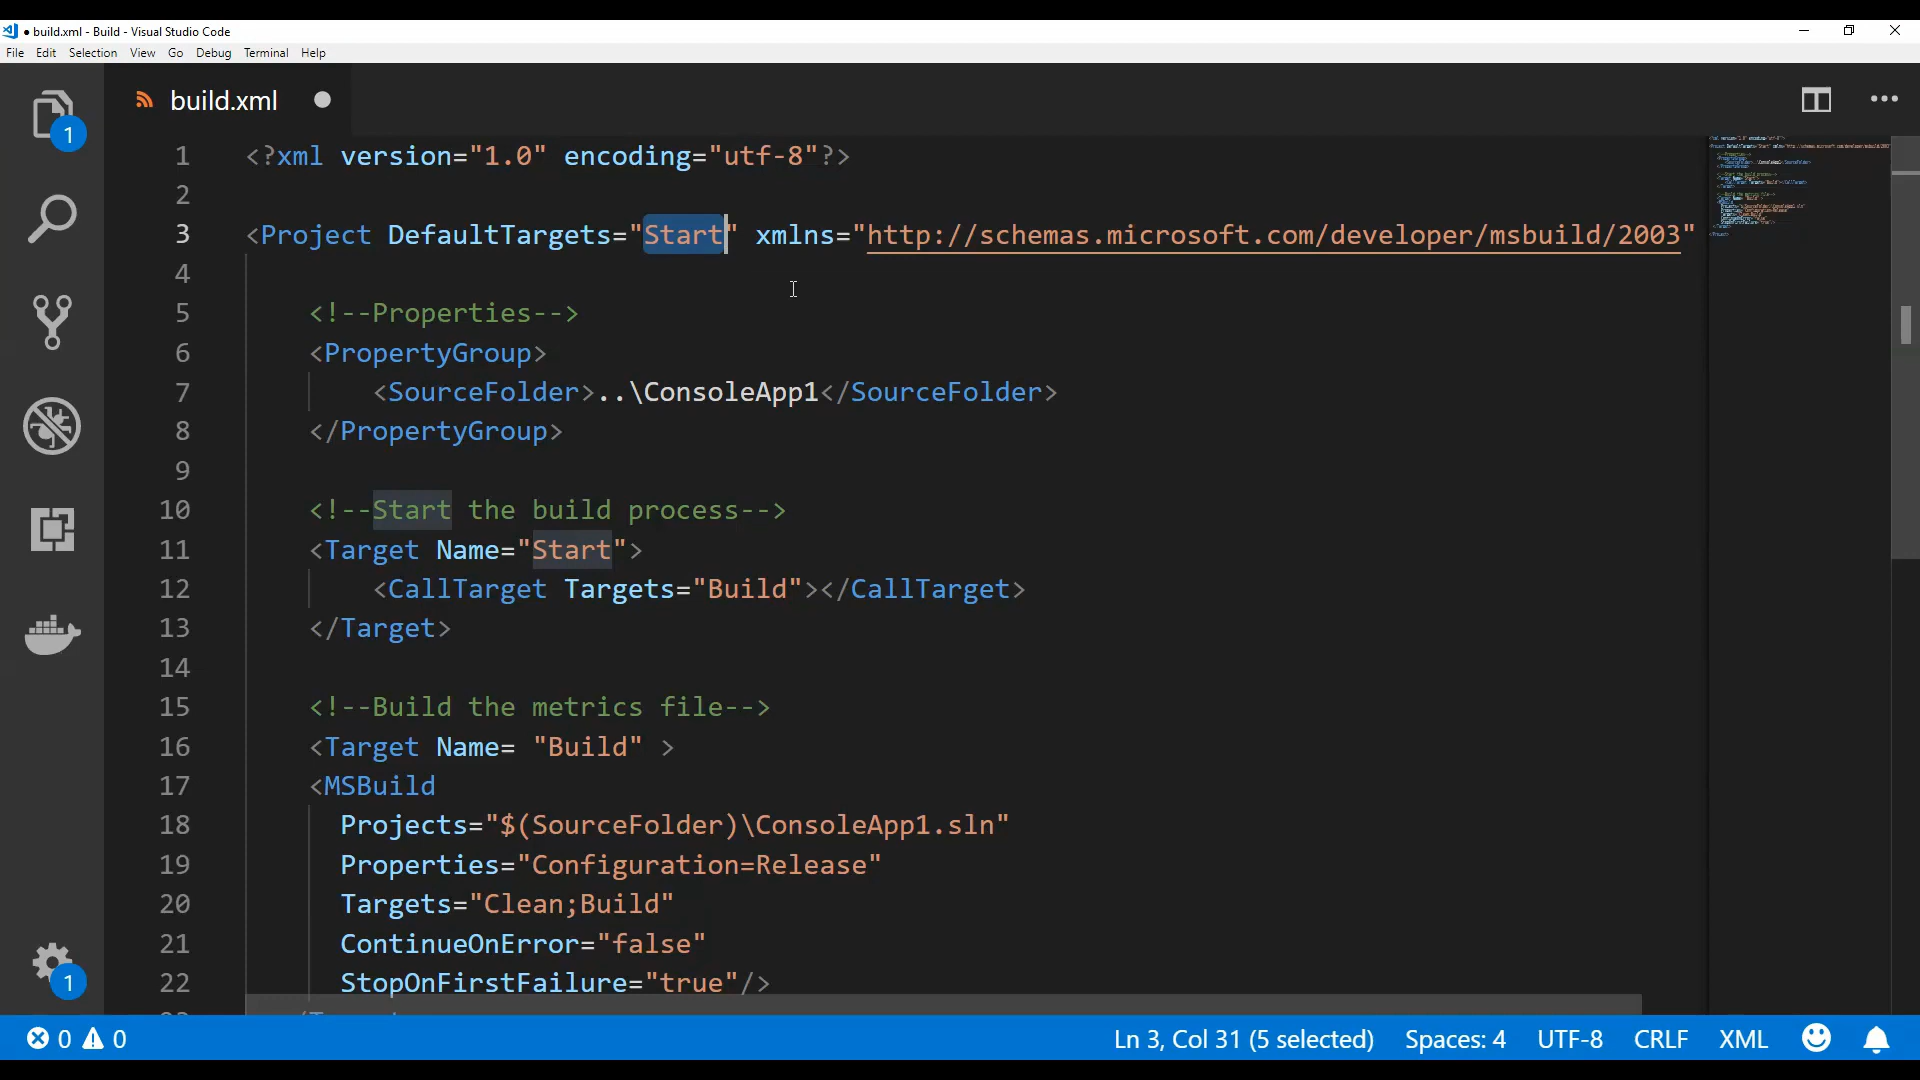 build.xml - Build - Visual Studio Code
File Edit Selection View Go Debug Terminal Help
1
build.xml
1 <?xml version="1.0" encoding="utf-8"?>
2
3 <Project DefaultTargets="Start" xmlns="http://schemas.microsoft.com/developer/msbuild/2003"
4
5 <!--Properties-->
6 <PropertyGroup>
7 <SourceFolder>..\ConsoleApp1</SourceFolder>
8 </PropertyGroup>
9
10 <!--Start the build process-->
11 <Target Name="Start">
12 <CallTarget Targets="Build"></CallTarget>
13 </Target>
14
15 <!--Build the metrics file-->
16 <Target Name= "Build" >
17 <MSBuild
18 Projects="$(SourceFolder)\ConsoleApp1.sln"
19 Properties="Configuration=Release"
20 Targets="Clean;Build"
21 ContinueOnError="false"
22 StopOnFirstFailure="true"/>
1
0 0 Ln 3, Col 31 (5 selected) Spaces: 4 UTF-8 CRLF XML